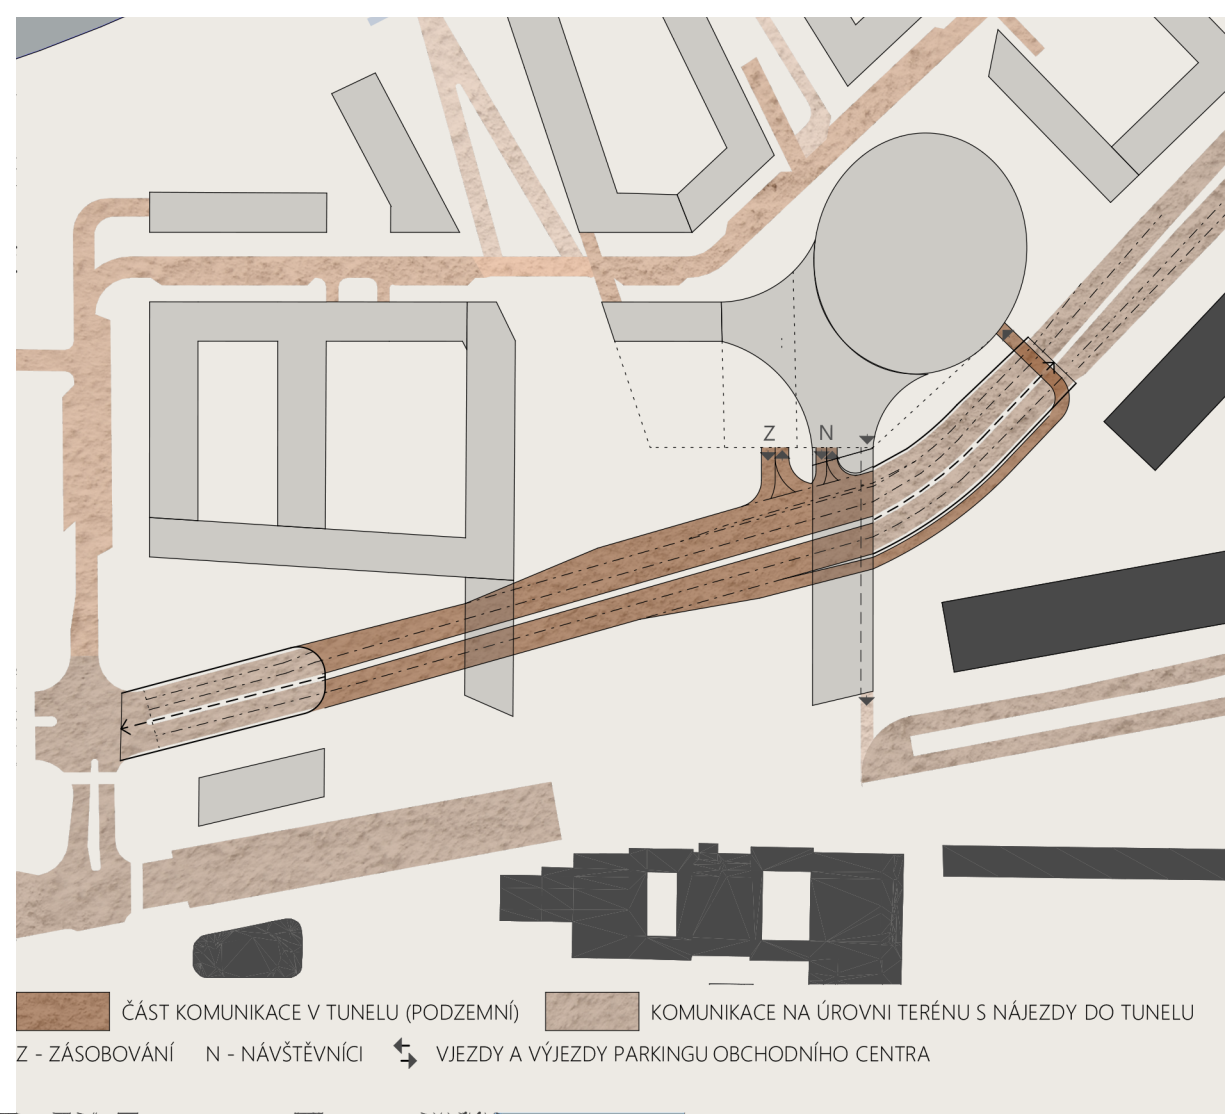 Z N
ČÁST KOMUNIKACE V TUNELU (PODZEMNÍ) KOMUNIKACE NA ÚROVNI TERÉNU S NÁJEZDY DO TUNELU
Z - ZÁSOBOVÁNÍ N - NÁVŠTĚVNÍCI VJEZDY A VÝJEZDY PARKINGU OBCHODNÍHO CENTRA